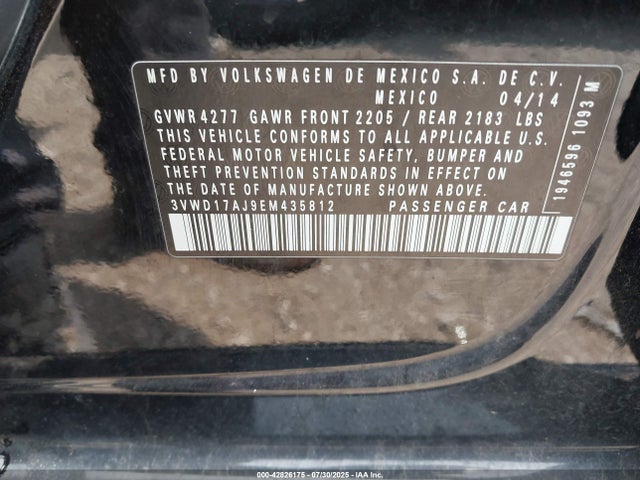 MFD BY VOLKSWAGEN DE MEXICO S.A. DE C.V.
MEXICO 04/14
GVWR 4277 GAWR FRONT 2205 / REAR 2183 LBS
THIS VEHICLE CONFORMS TO ALL APPLICABLE U.S.
FEDERAL MOTOR VEHICLE SAFETY, BUMPER AND
THEFT PREVENTION STANDARDS IN EFFECT ON
THE DATE OF MANUFACTURE SHOWN ABOVE.
3VWD17AJ9EM435812 PASSENGER CAR
1946596 1093 M
000-42826175 - 07/30/2025 - IAA Inc.